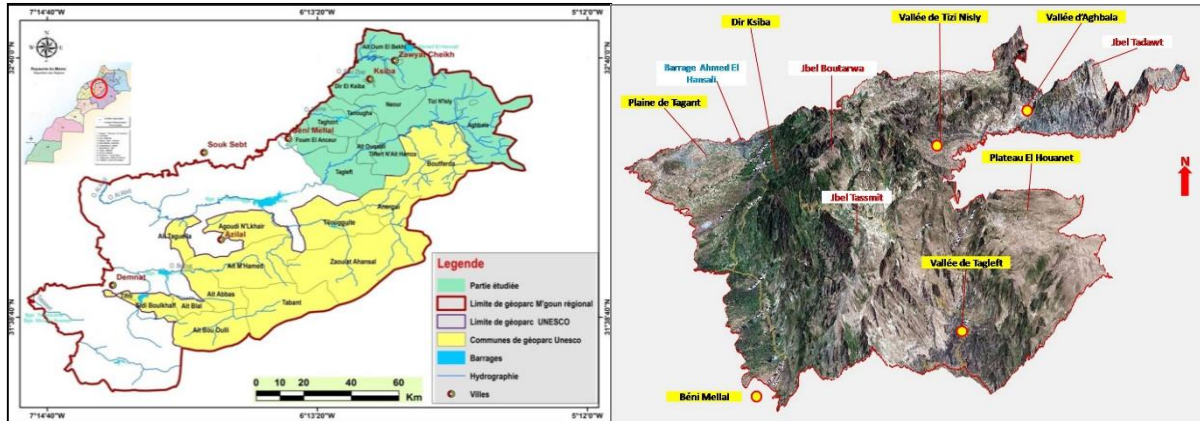 7°14'40"W
6°13'20"W
5°12'0"W
32°40'0"N
31°38'40"N
N
Royaume du Maroc
Ait Oum El Bekht
Zawyat Cheikh
Ksiba
Dir El Ksiba
Naour
Tizi N'Isly
Tanougha
Aghbala
Taghzirt
Béni Mellal
Foum El Anceur
Souk Sebt
Ait Ouqabli
Tiffert N'Ait Hamza
Boutferda
Tagleft
Anergui
Agoudi N'Lkhair
Azilal
Zaouiat Ahansal
Ait M'Hamed
Demnat
Ait Abbas
Tabant
Sidi Boulkhalf
Ait Blal
Ait Bou Oulli
Legende
Partie étudiée
Limite de géoparc M'goun régional
Limite de géoparc UNESCO
Communes de géoparc Unesco
Barrages
Hydrographie
Villes
0 10 20 40 60
Km
Dir Ksiba
Vallée de Tizi Nisly
Vallée d'Aghbala
Barrage Ahmed El
Hansali
Jbel Boutarwa
Jbel Tadawt
Plaine de Tagant
Plateau El Houanet
N
Jbel Tassmit
Vallée de Tagleft
Béni Mellal